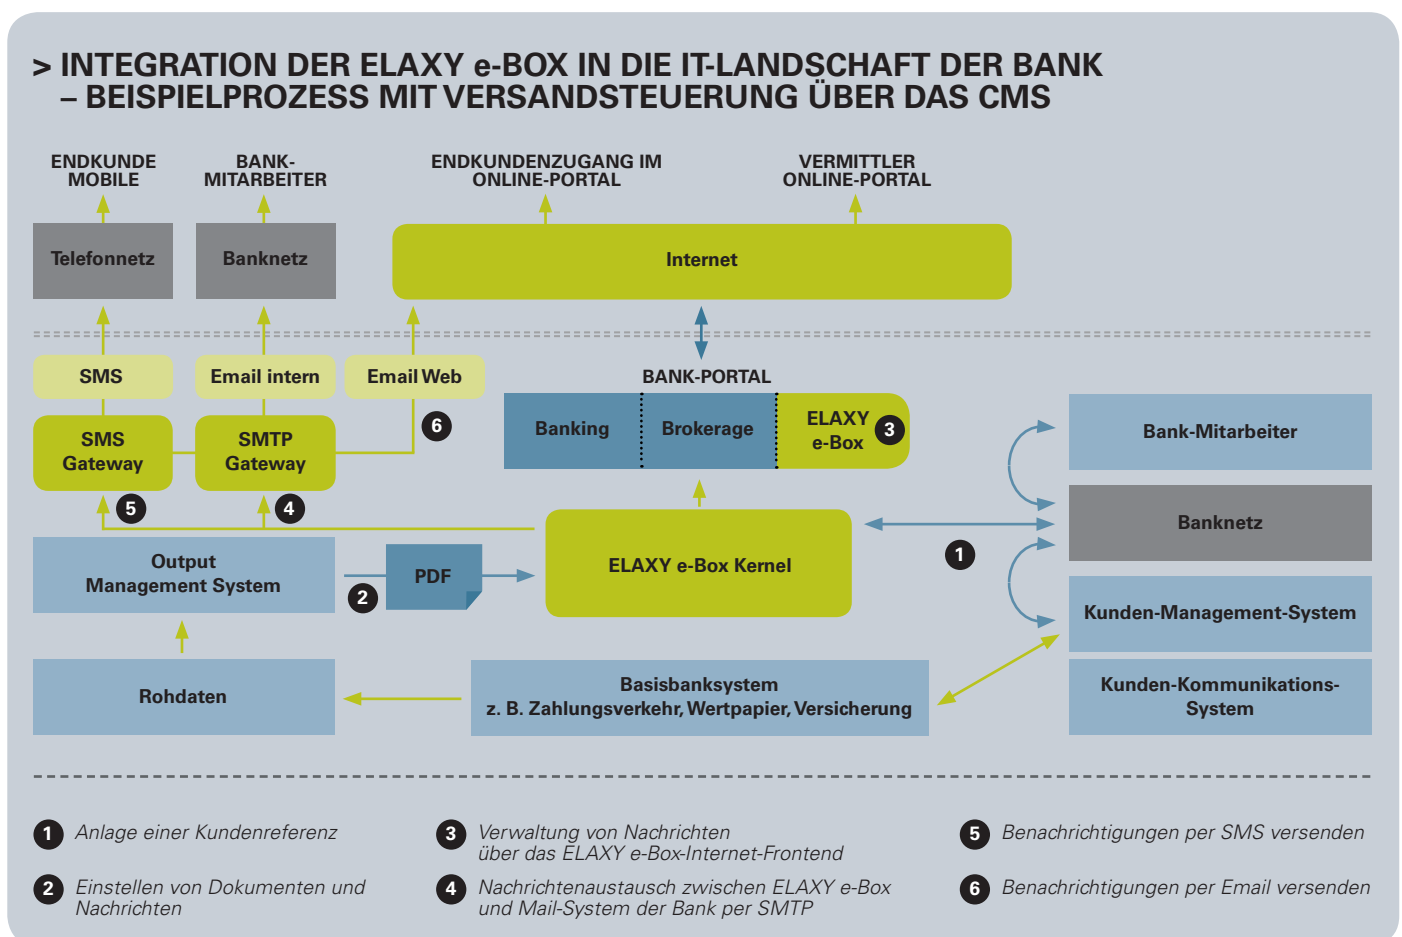 > INTEGRATION DER ELAXY e-BOX IN DIE IT-LANDSCHAFT DER BANK
– BEISPIELPROZESS MIT VERSANDSTEUERUNG ÜBER DAS CMS
ENDKUNDE
MOBILE
BANK-
MITARBEITER
ENDKUNDENZUGANG IM
ONLINE-PORTAL
VERMITTLER
ONLINE-PORTAL
Telefonnetz
Banknetz
Internet
SMS
Email intern
Email Web
BANK-PORTAL
SMS
Gateway
SMTP
Gateway
6
Banking
Brokerage
ELAXY
e-Box
3
Bank-Mitarbeiter
5
4
Banknetz
Output
Management System
2
PDF
ELAXY e-Box Kernel
1
Kunden-Management-System
Rohdaten
Basisbanksystem
z. B. Zahlungsverkehr, Wertpapier, Versicherung
Kunden-Kommunikations-
System
1 Anlage einer Kundenreferenz
2 Einstellen von Dokumenten und
Nachrichten
3 Verwaltung von Nachrichten
über das ELAXY e-Box-Internet-Frontend
4 Nachrichtenaustausch zwischen ELAXY e-Box
und Mail-System der Bank per SMTP
5 Benachrichtigungen per SMS versenden
6 Benachrichtigungen per Email versenden